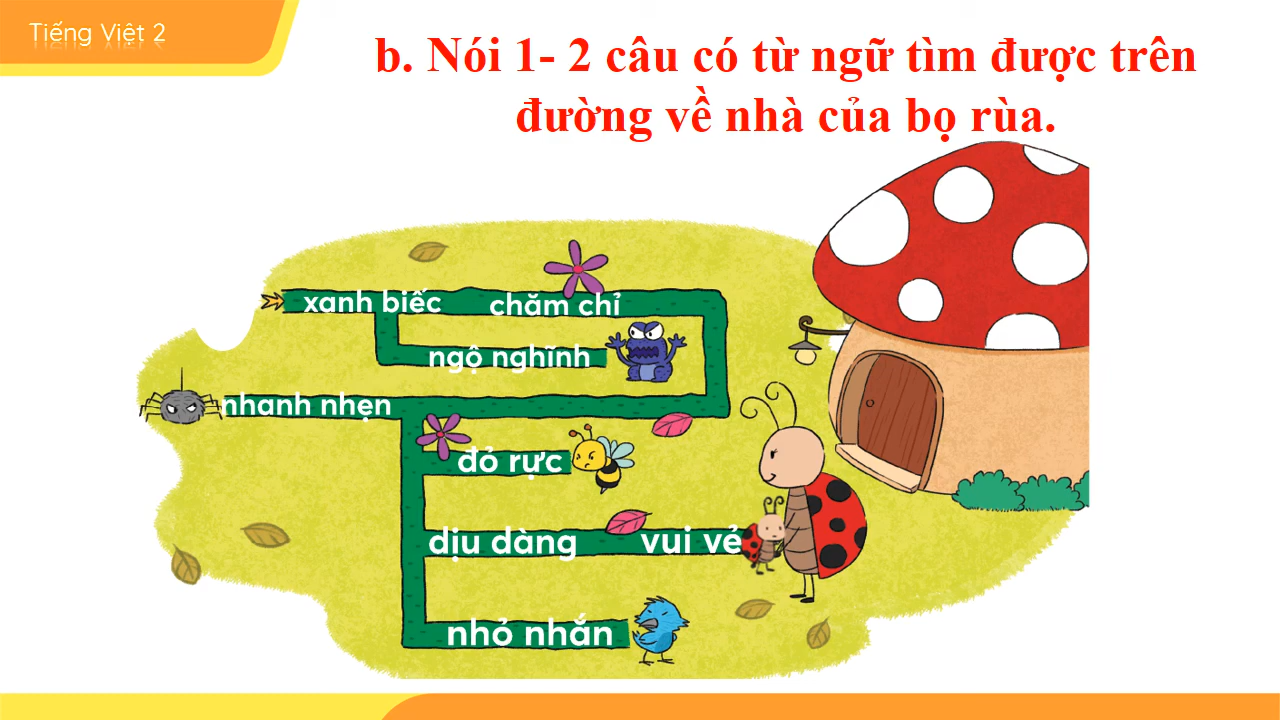 Tiếng Việt 2
b. Nói 1- 2 câu có từ ngữ tìm được trên
đường về nhà của bọ rùa.
xanh biếc
chăm chỉ
ngộ nghĩnh
nhanh nhẹn
đỏ rực
dịu dàng
vui vẻ
nhỏ nhắn